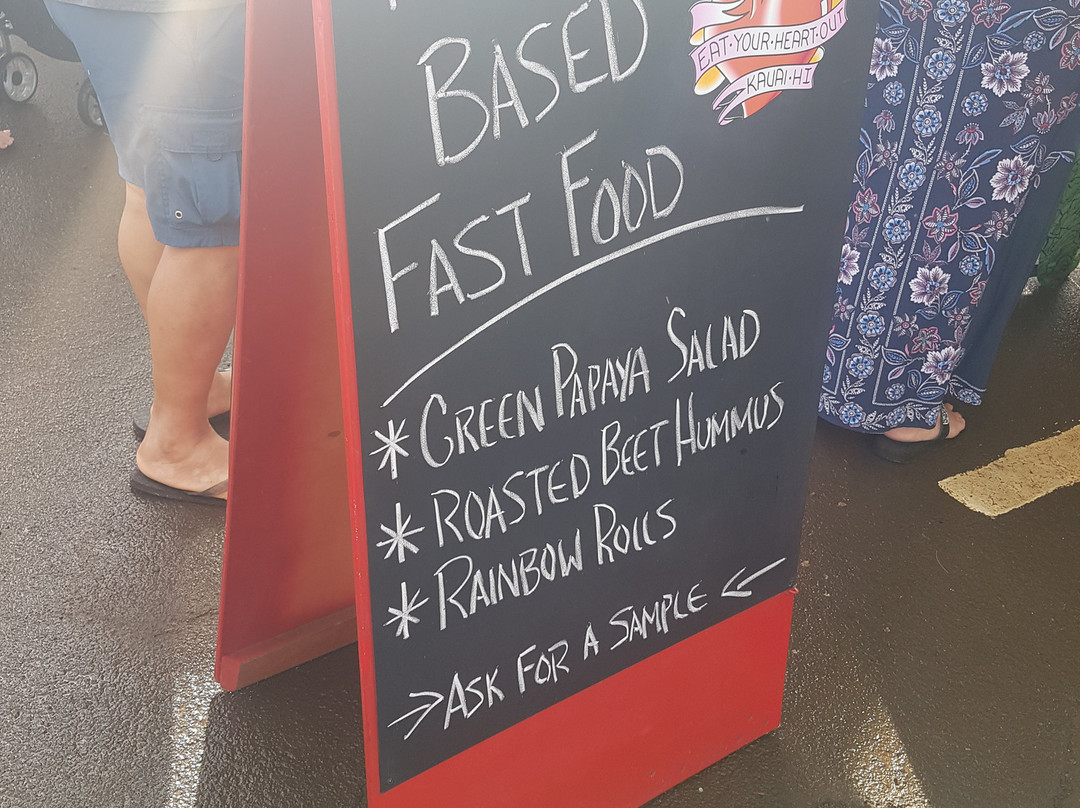 BASED
EAT·YOUR·HEART·OUT
KAUAI·HI
FAST FOOD
* GREEN PAPAYA SALAD
* ROASTED BEET HUMMUS
* RAINBOW ROLLS
→ ASK FOR A SAMPLE ←